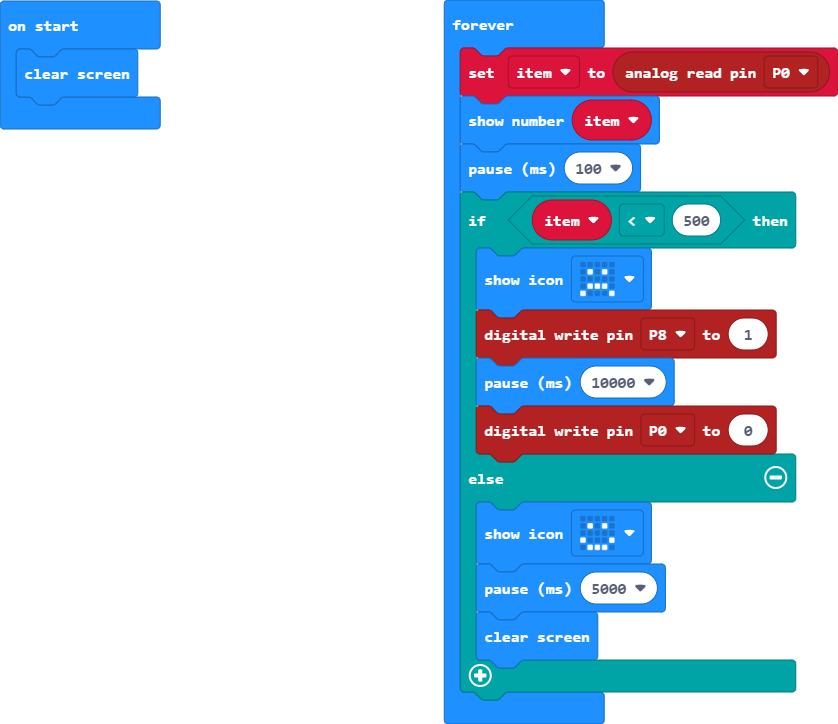 on start
clear screen
forever
set item to analog read pin P0
show number item
pause (ms) 100
if item < 500 then
show icon
digital write pin P8 to 1
pause (ms) 10000
digital write pin P0 to 0
else
show icon
pause (ms) 5000
clear screen